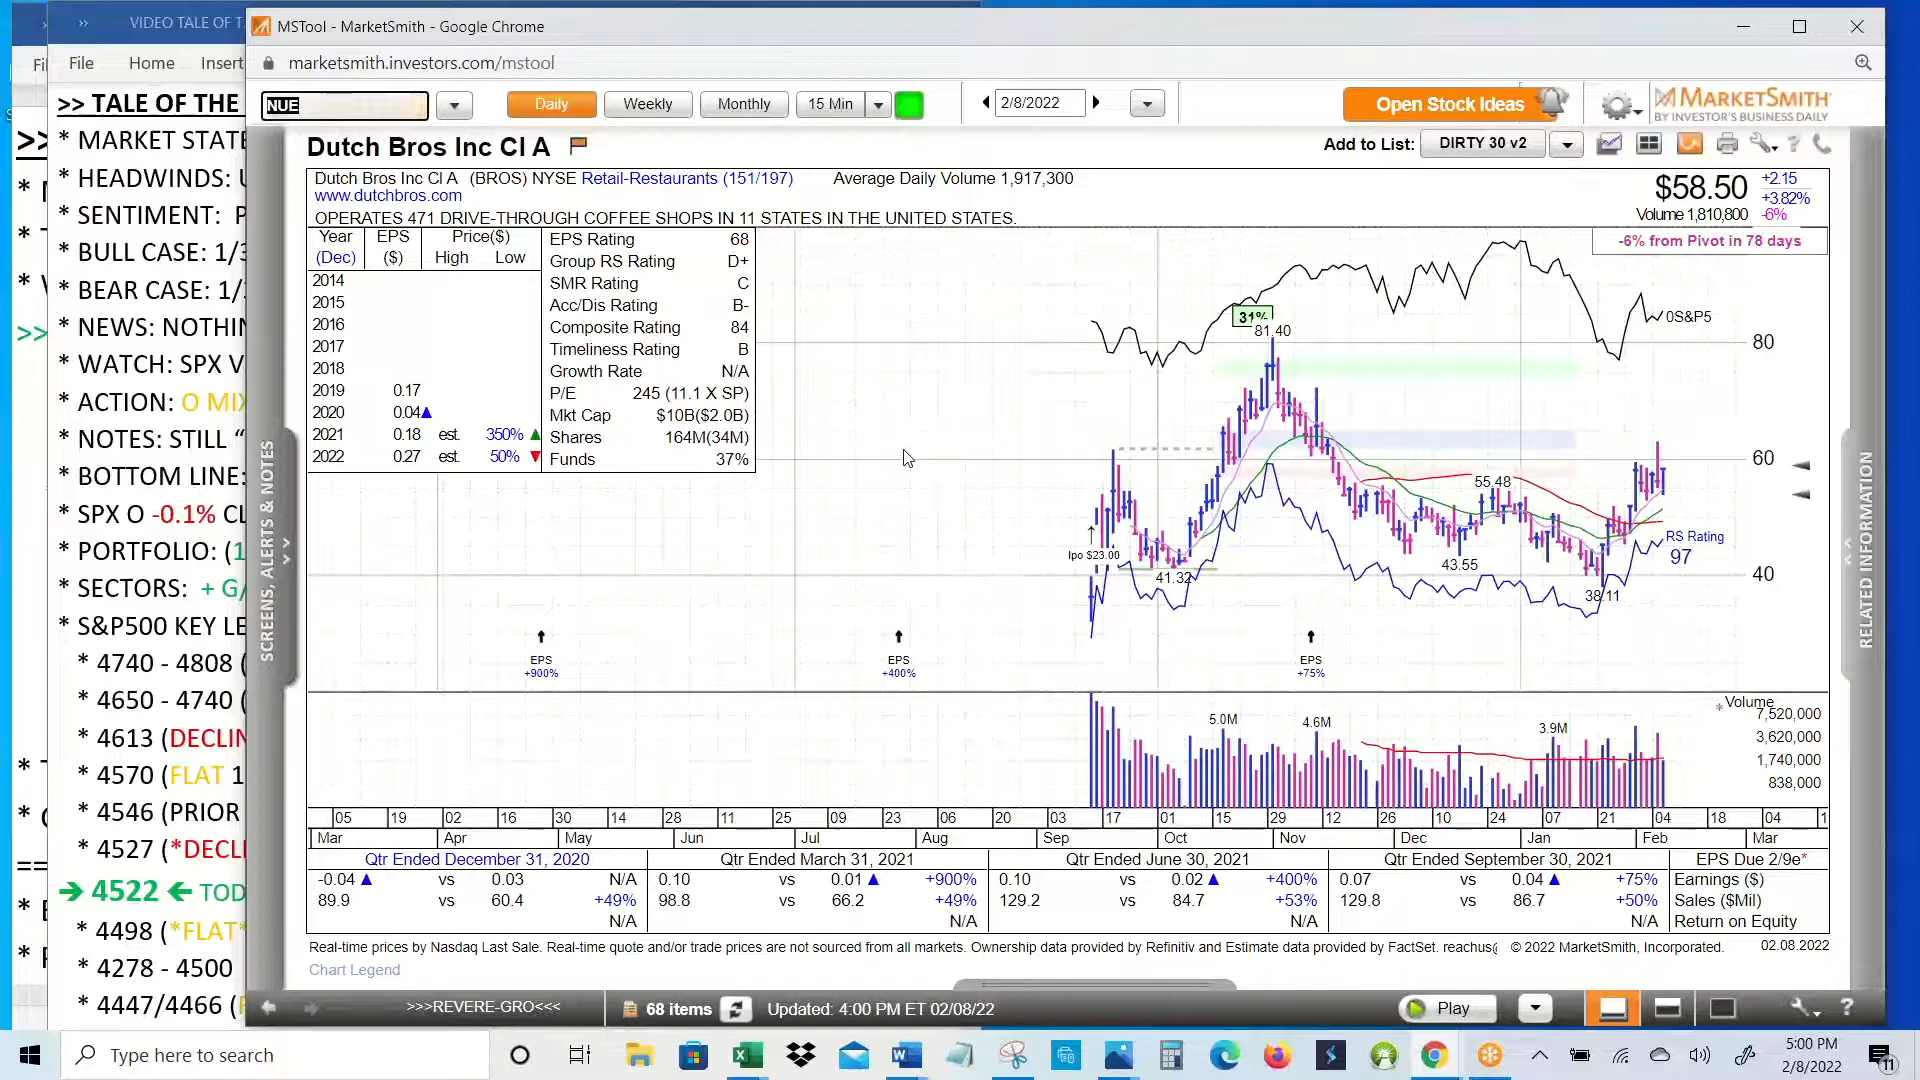 VIDEO TALE OF T
MSTool - MarketSmith - Google Chrome
File Home Insert
marketsmith.investors.com/mstool
>> TALE OF THE
* MARKET STATE
* HEADWINDS:
* SENTIMENT: P
* BULL CASE: 1/3
* BEAR CASE: 1/
* NEWS: NOTHIN
* WATCH: SPX V
* ACTION: O MIX
* NOTES: STILL “
* BOTTOM LINE:
* SPX O -0.1% CL
* PORTFOLIO: (1
* SECTORS: + G/
* S&P500 KEY LE
* 4740 - 4808 (
* 4650 - 4740 (
* 4613 (DECLIN
* 4570 (FLAT 1
* 4546 (PRIOR
* 4527 (*DECLI
➔ 4522 ← TOD
* 4498 (*FLAT*
* 4278 - 4500
* 4447/4466 (
NUE
Daily Weekly Monthly 15 Min
2/8/2022
Open Stock Ideas
MARKETSMITH
BY INVESTOR'S BUSINESS DAILY
Dutch Bros Inc Cl A
Add to List: DIRTY 30 v2
Dutch Bros Inc Cl A (BROS) NYSE Retail-Restaurants (151/197) Average Daily Volume 1,917,300
www.dutchbros.com
OPERATES 471 DRIVE-THROUGH COFFEE SHOPS IN 11 STATES IN THE UNITED STATES.
$58.50 +2.15
+3.82%
Volume 1,810,800 -6%
-6% from Pivot in 78 days
Year EPS Price($)
(Dec) ($) High Low
2014
2015
2016
2017
2018
2019 0.17
2020 0.04
2021 0.18 est. 350%
2022 0.27 est. 50%
EPS Rating 68
Group RS Rating D+
SMR Rating C
Acc/Dis Rating B-
Composite Rating 84
Timeliness Rating B
Growth Rate N/A
P/E 245 (11.1 X SP)
Mkt Cap $10B($2.0B)
Shares 164M(34M)
Funds 37%
31%
81.40
0S&P5
80
60
40
55.48
Ipo $23.00
41.32
43.55
38.11
RS Rating
97
EPS
+900%
EPS
+400%
EPS
+75%
Volume
7,520,000
3,620,000
1,740,000
838,000
5.0M
4.6M
3.9M
05 19 02 16 30 14 28 11 25 09 23 06 20 03 17 01 15 29 12 26 10 24 07 21 04 18 04 1
Mar Apr May Jun Jul Aug Sep Oct Nov Dec Jan Feb Mar
Qtr Ended December 31, 2020 Qtr Ended March 31, 2021 Qtr Ended June 30, 2021 Qtr Ended September 30, 2021 EPS Due 2/9e*
-0.04 vs 0.03 N/A 0.10 vs 0.01 +900% 0.10 vs 0.02 +400% 0.07 vs 0.04 +75% Earnings ($)
89.9 vs 60.4 +49% 98.8 vs 66.2 +49% 129.2 vs 84.7 +53% 129.8 vs 86.7 +50% Sales ($Mil)
N/A N/A N/A N/A Return on Equity
Real-time prices by Nasdaq Last Sale. Real-time quote and/or trade prices are not sourced from all markets. Ownership data provided by Refinitiv and Estimate data provided by FactSet. reachus@ © 2022 MarketSmith, Incorporated. 02.08.2022
Chart Legend
SCREENS, ALERTS & NOTES
RELATED INFORMATION
>>>REVERE-GRO<<<
68 items
Updated: 4:00 PM ET 02/08/22
Play
Type here to search
5:00 PM
2/8/2022
11